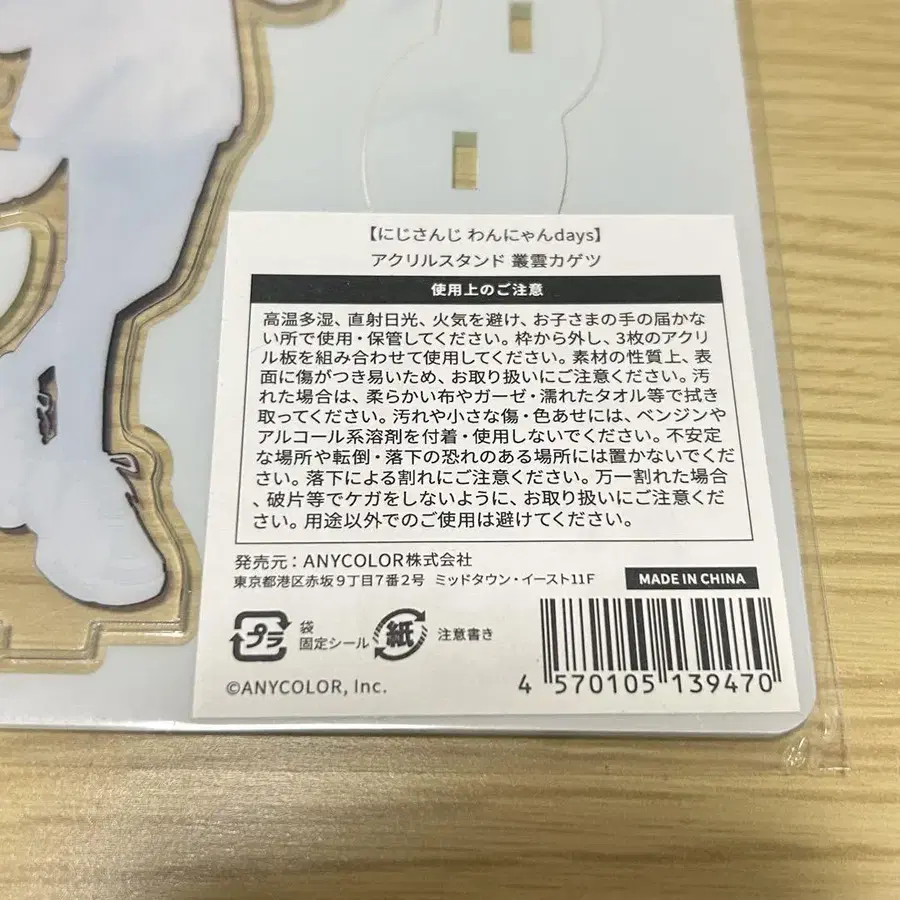 【にじさんじ わんにゃんdays】
アクリルスタンド 叢雲カゲツ
使用上のご注意
高温多湿、直射日光、火気を避け、お子さまの手の届かな
い所で使用・保管してください。枠から外し、3枚のアクリ
ル板を組み合わせて使用してください。素材の性質上、表
面に傷がつき易いため、お取り扱いにご注意ください。汚
れた場合は、柔らかい布やガーゼ・濡れたタオル等で拭き
取ってください。汚れや小さな傷・色あせには、ベンジンや
アルコール系溶剤を付着・使用しないでください。不安定
な場所や転倒・落下の恐れのある場所には置かないでくだ
さい。落下による割れにご注意ください。万一割れた場合
、破片等でケガをしないように、お取り扱いにご注意くだ
さい。用途以外でのご使用は避けてください。
発売元：ANYCOLOR株式会社
東京都港区赤坂9丁目7番2号 ミッドタウン・イースト11F
MADE IN CHINA
プラ 袋 固定シール 紙 注意書き
©ANYCOLOR, Inc.
4 570105 139470